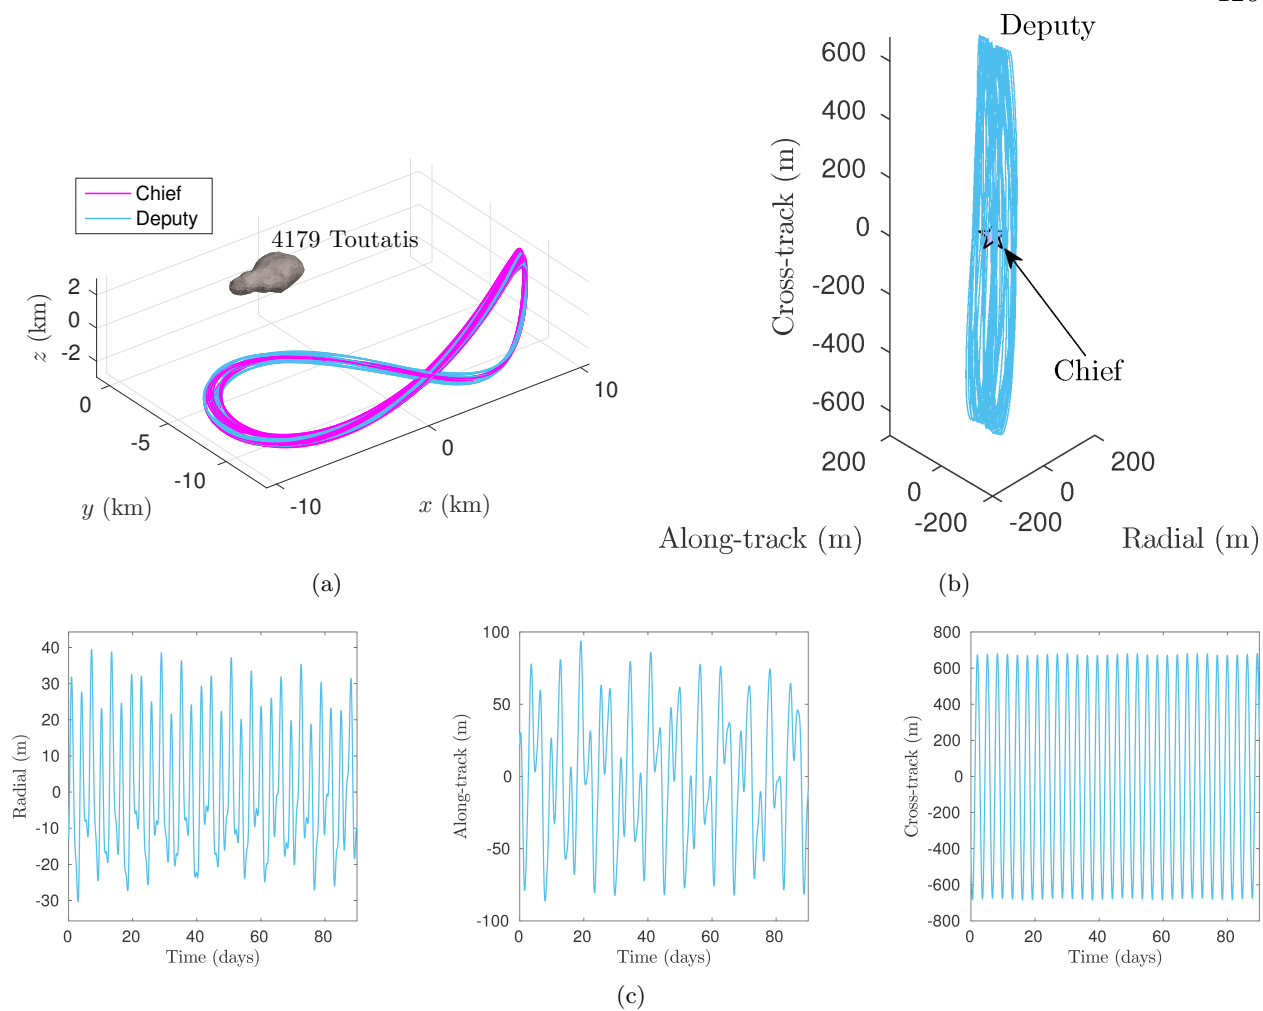 Deputy
Chief
Deputy
4179 Toutatis
2
0
-2
z (km)
0
-5
-10
y (km)
-10
0
10
x (km)
(a)
600
400
200
0
-200
-400
-600
Cross-track (m)
Chief
200
0
-200
Along-track (m)
-200
0
200
Radial (m)
(b)
40
30
20
10
0
-10
-20
-30
Radial (m)
0 20 40 60 80
Time (days)
100
50
0
-50
-100
Along-track (m)
0 20 40 60 80
Time (days)
800
600
400
200
0
-200
-400
-600
-800
Cross-track (m)
0 20 40 60 80
Time (days)
(c)